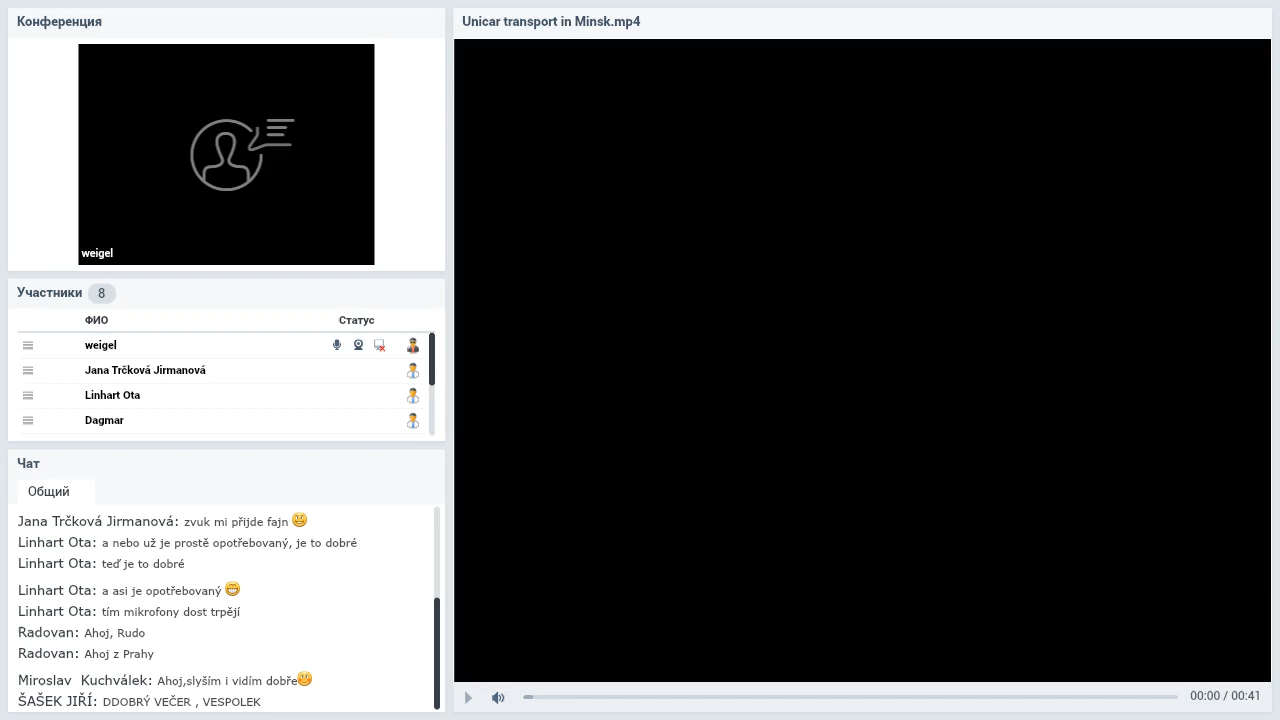 Конференция
weigel
Участники 8
ФИО Статус
weigel
Jana Trčková Jirmanová
Linhart Ota
Dagmar
Чат
Общий
Jana Trčková Jirmanová: zvuk mi přijde fajn
Linhart Ota: a nebo už je prostě opotřebovaný, je to dobré
Linhart Ota: teď je to dobré
Linhart Ota: a asi je opotřebovaný
Linhart Ota: tím mikrofony dost trpějí
Radovan: Ahoj, Rudo
Radovan: Ahoj z Prahy
Miroslav Kuchválek: Ahoj,slyším i vidím dobře
ŠAŠEK JIŘÍ: DDOBRÝ VEČER , VESPOLEK
Unicar transport in Minsk.mp4
00:00 / 00:41